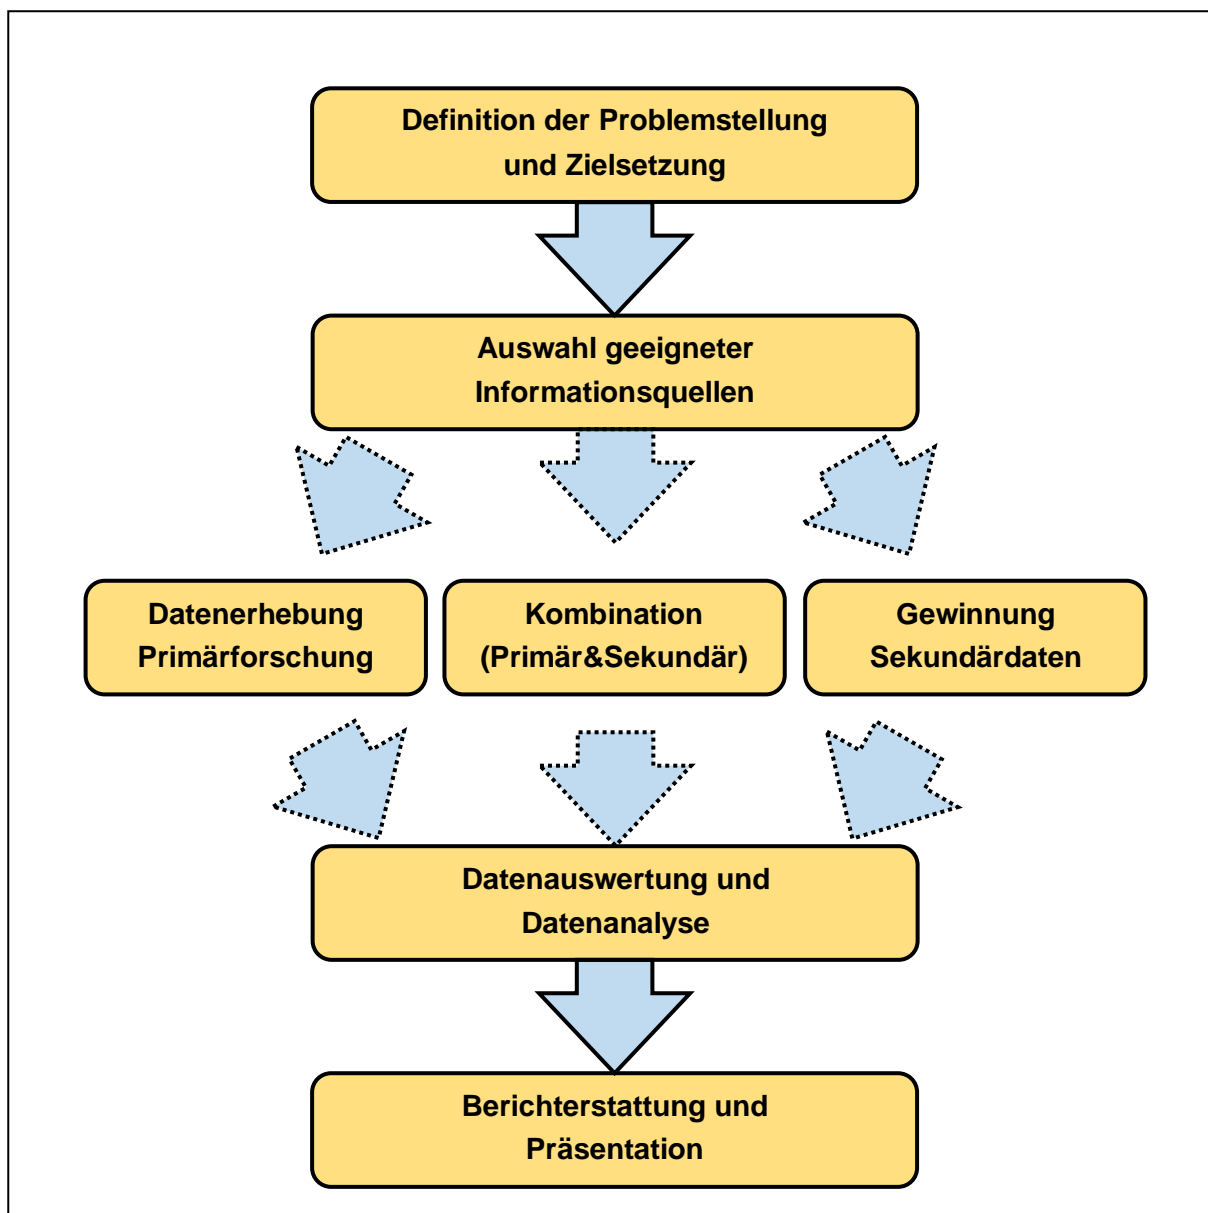 Definition der Problemstellung
und Zielsetzung
Auswahl geeigneter
Informationsquellen
Datenerhebung
Primärforschung
Kombination
(Primär&Sekundär)
Gewinnung
Sekundärdaten
Datenauswertung und
Datenanalyse
Berichterstattung und
Präsentation